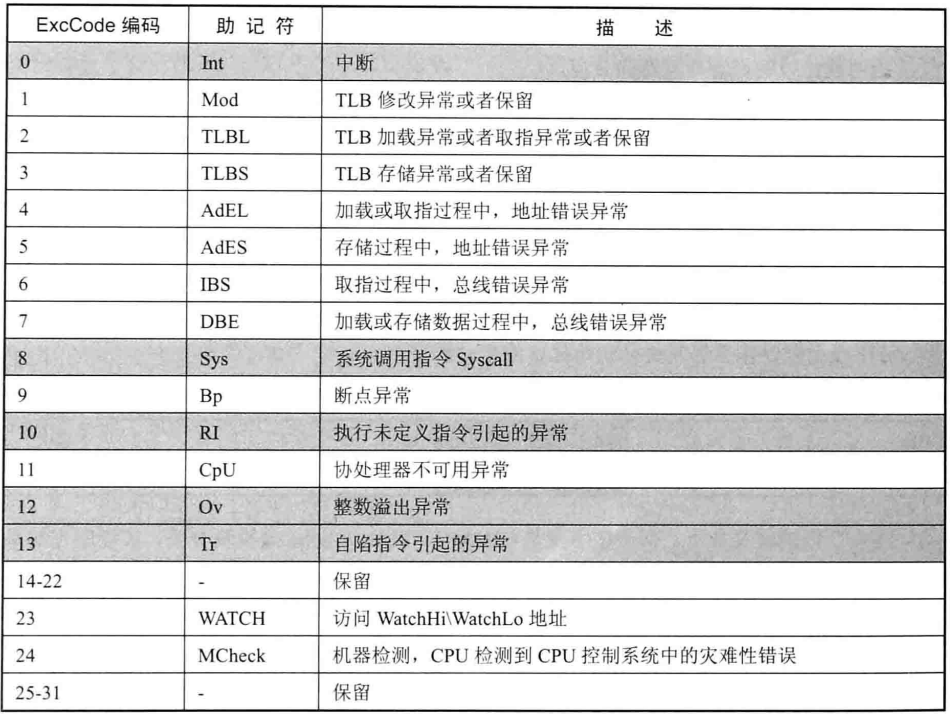 ExcCode 编码 助 记 符 描 述
0 Int 中断
1 Mod TLB 修改异常或者保留
2 TLBL TLB 加载异常或者取指异常或者保留
3 TLBS TLB 存储异常或者保留
4 AdEL 加载或取指过程中，地址错误异常
5 AdES 存储过程中，地址错误异常
6 IBS 取指过程中，总线错误异常
7 DBE 加载或存储数据过程中，总线错误异常
8 Sys 系统调用指令 Syscall
9 Bp 断点异常
10 RI 执行未定义指令引起的异常
11 CpU 协处理器不可用异常
12 Ov 整数溢出异常
13 Tr 自陷指令引起的异常
14-22 - 保留
23 WATCH 访问 WatchHi\WatchLo 地址
24 MCheck 机器检测，CPU 检测到 CPU 控制系统中的灾难性错误
25-31 - 保留